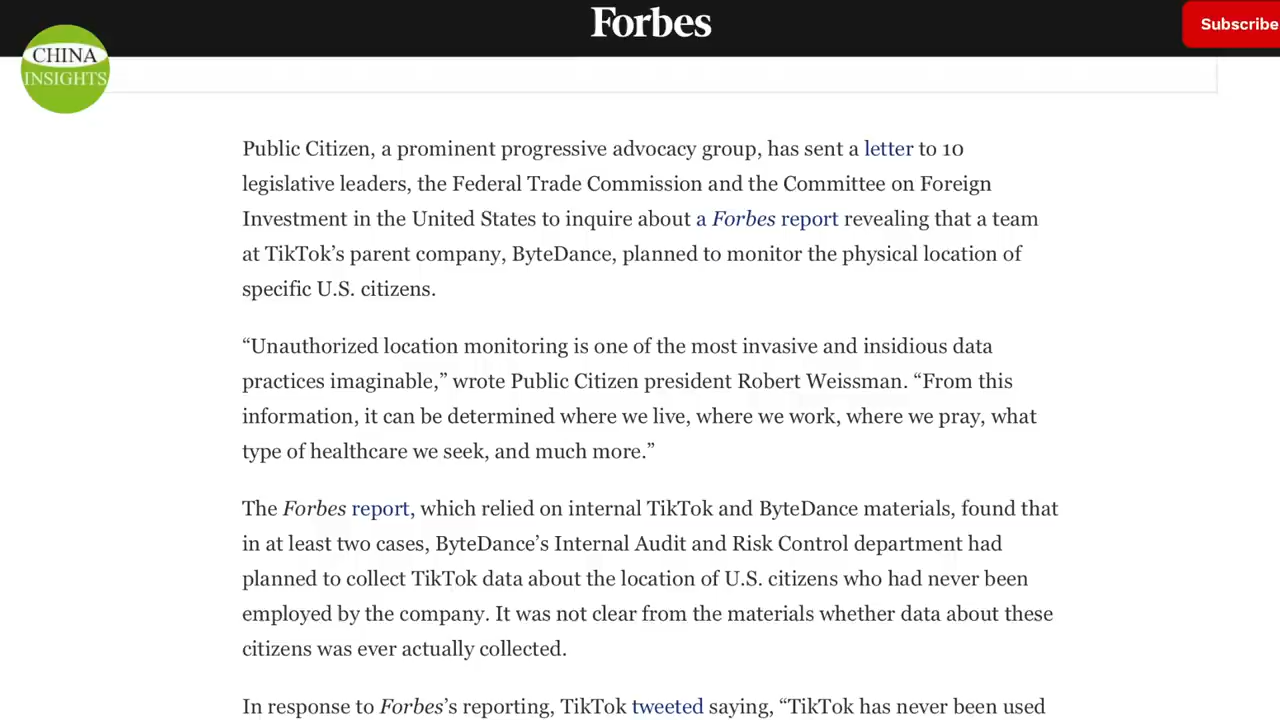 Forbes
Subscribe
CHINA
INSIGHTS
Public Citizen, a prominent progressive advocacy group, has sent a letter to 10
legislative leaders, the Federal Trade Commission and the Committee on Foreign
Investment in the United States to inquire about a Forbes report revealing that a team
at TikTok’s parent company, ByteDance, planned to monitor the physical location of
specific U.S. citizens.
“Unauthorized location monitoring is one of the most invasive and insidious data
practices imaginable,” wrote Public Citizen president Robert Weissman. “From this
information, it can be determined where we live, where we work, where we pray, what
type of healthcare we seek, and much more.”
The Forbes report, which relied on internal TikTok and ByteDance materials, found that
in at least two cases, ByteDance’s Internal Audit and Risk Control department had
planned to collect TikTok data about the location of U.S. citizens who had never been
employed by the company. It was not clear from the materials whether data about these
citizens was ever actually collected.
In response to Forbes’s reporting, TikTok tweeted saying, “TikTok has never been used